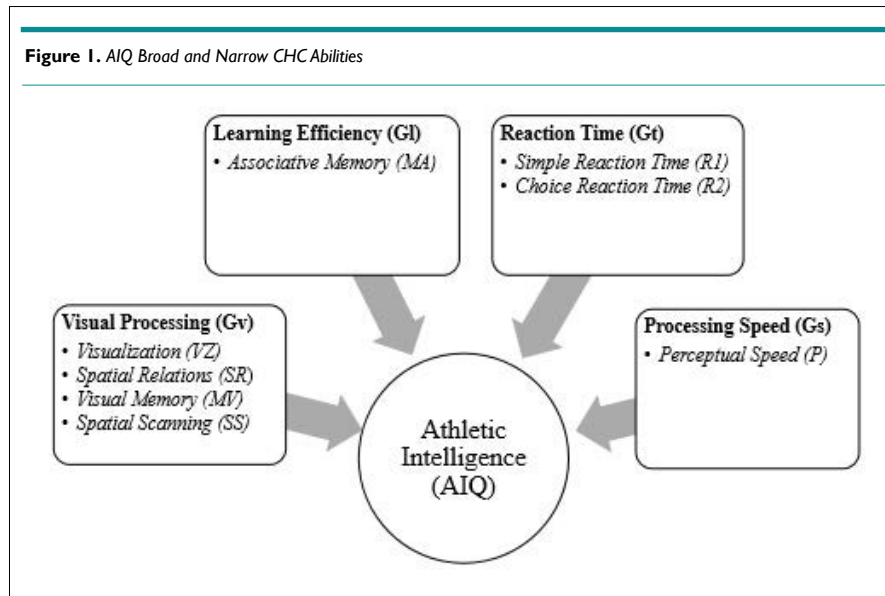 Figure 1. AIQ Broad and Narrow CHC Abilities
Learning Efficiency (Gl)
• Associative Memory (MA)
Reaction Time (Gt)
• Simple Reaction Time (R1)
• Choice Reaction Time (R2)
Visual Processing (Gv)
• Visualization (VZ)
• Spatial Relations (SR)
• Visual Memory (MV)
• Spatial Scanning (SS)
Processing Speed (Gs)
• Perceptual Speed (P)
Athletic
Intelligence
(AIQ)